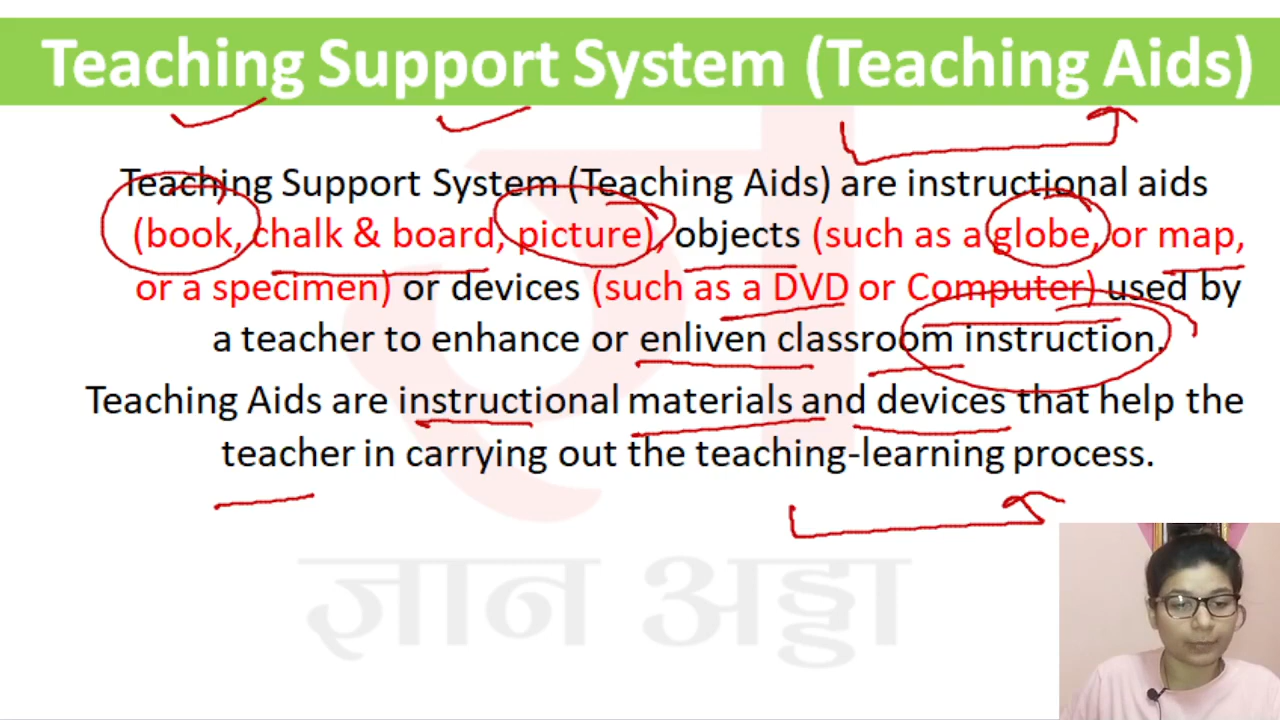 Teaching Support System (Teaching Aids)
Teaching Support System (Teaching Aids) are instructional aids
(book, chalk & board, picture), objects (such as a globe, or map,
or a specimen) or devices (such as a DVD or Computer) used by
a teacher to enhance or enliven classroom instruction.
Teaching Aids are instructional materials and devices that help the
teacher in carrying out the teaching-learning process.
ज्ञान अड्डा